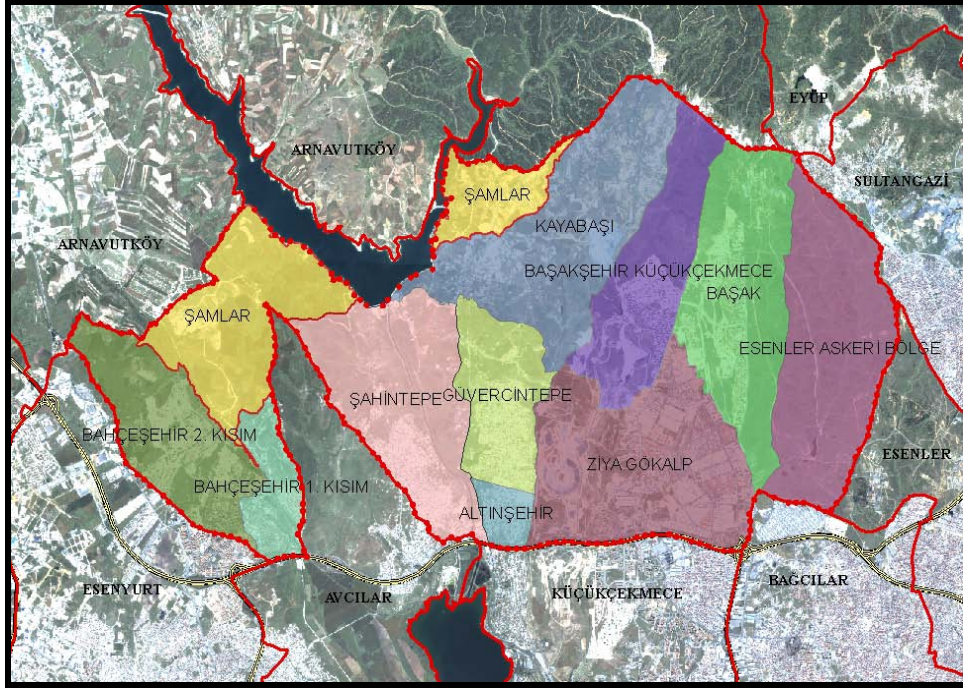 EYÜP
ARNAVUTKÖY
SULTANGAZİ
ŞAMLAR
KAYABAŞI
ARNAVUTKÖY
BAŞAKŞEHİR KÜÇÜKÇEKMECE
BAŞAK
ŞAMLAR
ESENLER ASKERİ BÖLGE
ŞAHİNTEPE
GÜVERCİNTEPE
BAHÇEŞEHİR 2. KISIM
ESENLER
ZİYA GÖKALP
BAHÇEŞEHİR 1. KISIM
ALTINŞEHİR
BAĞCILAR
ESENYURT
AVCILAR
KÜÇÜKÇEKMECE